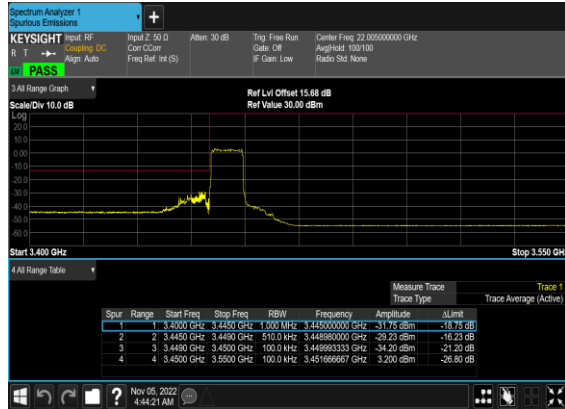 Spectrum Analyzer 1
Spurious Emissions
+
KEYSIGHT Input: RF Input Z: 50 Ω Atten: 30 dB Trig: Free Run Center Freq: 22.005000000 GHz
R T Coupling: DC Corr CCorr Gate: Off Avg|Hold: 100/100
Align: Auto Freq Ref: Int (S) IF Gain: Low Radio Std: None
PASS
3 All Range Graph
Ref Lvl Offset 15.68 dB
Scale/Div 10.0 dB Ref Value 30.00 dBm
Log
20.0
10.0
0.00
-10.0
-20.0
-30.0
-40.0
-50.0
-60.0
Start 3.400 GHz Stop 3.550 GHz
4 All Range Table
Measure Trace Trace 1
Trace Type Trace Average (Active)
Spur Range Start Freq Stop Freq RBW Frequency Amplitude ΔLimit
1 1 3.4000 GHz 3.4450 GHz 1.000 MHz 3.445000000 GHz -31.75 dBm -18.75 dB
2 2 3.4450 GHz 3.4490 GHz 510.0 kHz 3.448980000 GHz -29.23 dBm -16.23 dB
3 3 3.4490 GHz 3.4500 GHz 100.0 kHz 3.449993333 GHz -34.20 dBm -21.20 dB
4 4 3.4500 GHz 3.5500 GHz 100.0 kHz 3.451666667 GHz 3.200 dBm -26.80 dB
? Nov 05, 2022
4:44:21 AM